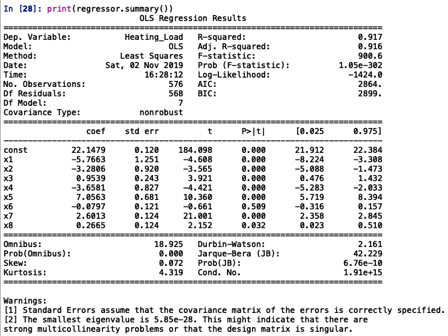 In [28]: print(regressor.summary())
OLS Regression Results
==============================================================================
Dep. Variable: Heating_Load R-squared: 0.917
Model: OLS Adj. R-squared: 0.916
Method: Least Squares F-statistic: 900.6
Date: Sat, 02 Nov 2019 Prob (F-statistic): 1.05e-302
Time: 16:28:12 Log-Likelihood: -1424.0
No. Observations: 576 AIC: 2864.
Df Residuals: 568 BIC: 2899.
Df Model: 7
Covariance Type: nonrobust
==============================================================================
coef std err t P>|t| [0.025 0.975]
------------------------------------------------------------------------------
const 22.1479 0.120 184.098 0.000 21.912 22.384
x1 -5.7663 1.251 -4.608 0.000 -8.224 -3.308
x2 -3.2806 0.920 -3.565 0.000 -5.088 -1.473
x3 0.9539 0.243 3.921 0.000 0.476 1.432
x4 -3.6581 0.827 -4.421 0.000 -5.283 -2.033
x5 7.0563 0.681 10.360 0.000 5.719 8.394
x6 -0.0797 0.121 -0.661 0.509 -0.316 0.157
x7 2.6013 0.124 21.001 0.000 2.358 2.845
x8 0.2665 0.124 2.152 0.032 0.023 0.510
==============================================================================
Omnibus: 18.925 Durbin-Watson: 2.161
Prob(Omnibus): 0.000 Jarque-Bera (JB): 42.229
Skew: 0.072 Prob(JB): 6.76e-10
Kurtosis: 4.319 Cond. No. 1.91e+15
==============================================================================
Warnings:
[1] Standard Errors assume that the covariance matrix of the errors is correctly specified.
[2] The smallest eigenvalue is 5.85e-28. This might indicate that there are
strong multicollinearity problems or that the design matrix is singular.